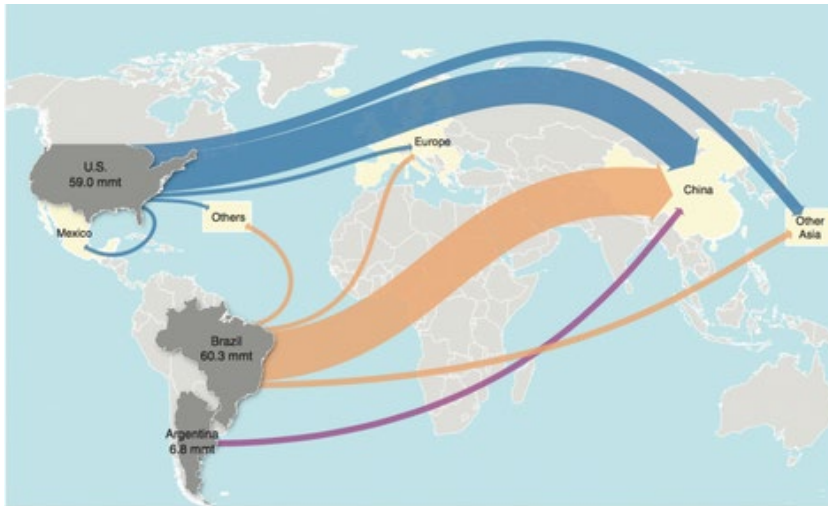 U.S.
59.0 mmt
Europe
China
Others
Mexico
Other
Asia
Brazil
60.3 mmt
Argentina
6.8 mmt